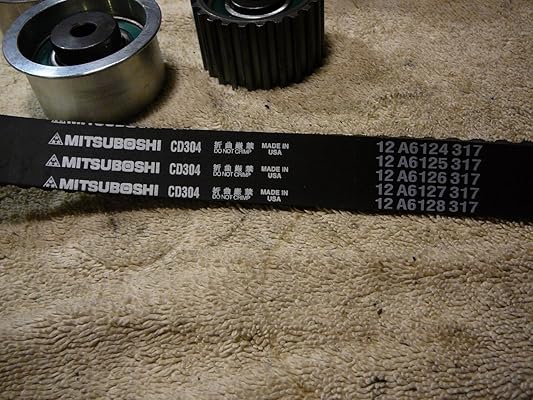 MITSUBOSHI CD304 折曲厳禁 DO NOT CRIMP MADE IN USA 12 A6124 317
MITSUBOSHI CD304 折曲厳禁 DO NOT CRIMP MADE IN USA 12 A6125 317
12 A6126 317
MITSUBOSHI CD304 折曲厳禁 DO NOT CRIMP MADE IN USA 12 A6127 317
12 A6128 317